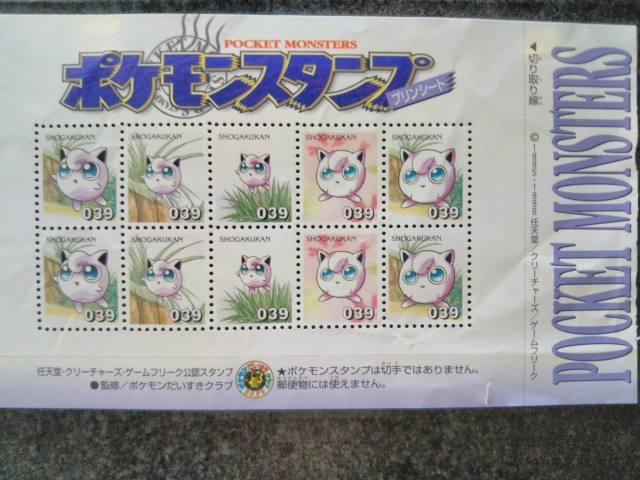 POCKET MONSTERS
ポケモンスタンプ
プリンシート
SHOGAKUKAN SHOGAKUKAN SHOGAKUKAN SHOGAKUKAN SHOGAKUKAN
039 039 039 039 039
SHOGAKUKAN SHOGAKUKAN SHOGAKUKAN SHOGAKUKAN SHOGAKUKAN
039 039 039 039 039
任天堂・クリーチャーズ・ゲームフリーク公認スタンプ
●監修/ポケモンだいすきクラブ
★ポケモンスタンプは切手ではありません。
郵便物には使えません。
◀切り取り線
©1995・1996 任天堂 クリーチャーズ/ゲームフリーク
POCKET MONSTERS